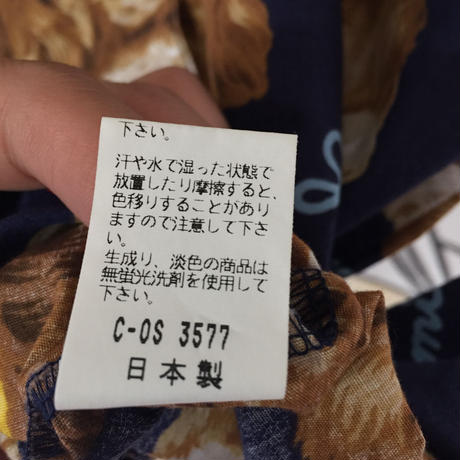 下さい。
汗や水で湿った状態で
放置したり摩擦すると、
色移りすることがあり
ますので注意して下さ
い。
生成り、淡色の商品は
無蛍光洗剤を使用して
下さい。
C-OS 3577
日本製